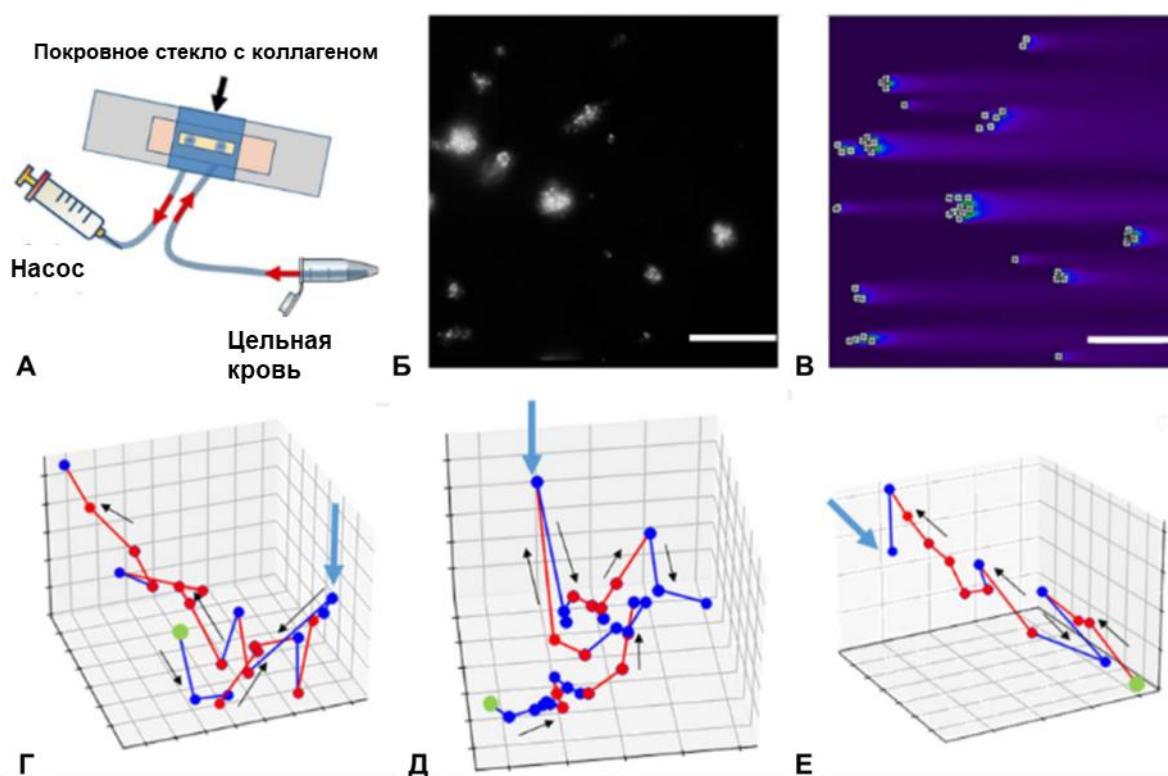 Покровное стекло с коллагеном
Насос
Цельная
кровь
А
Б
В
Г
Д
Е